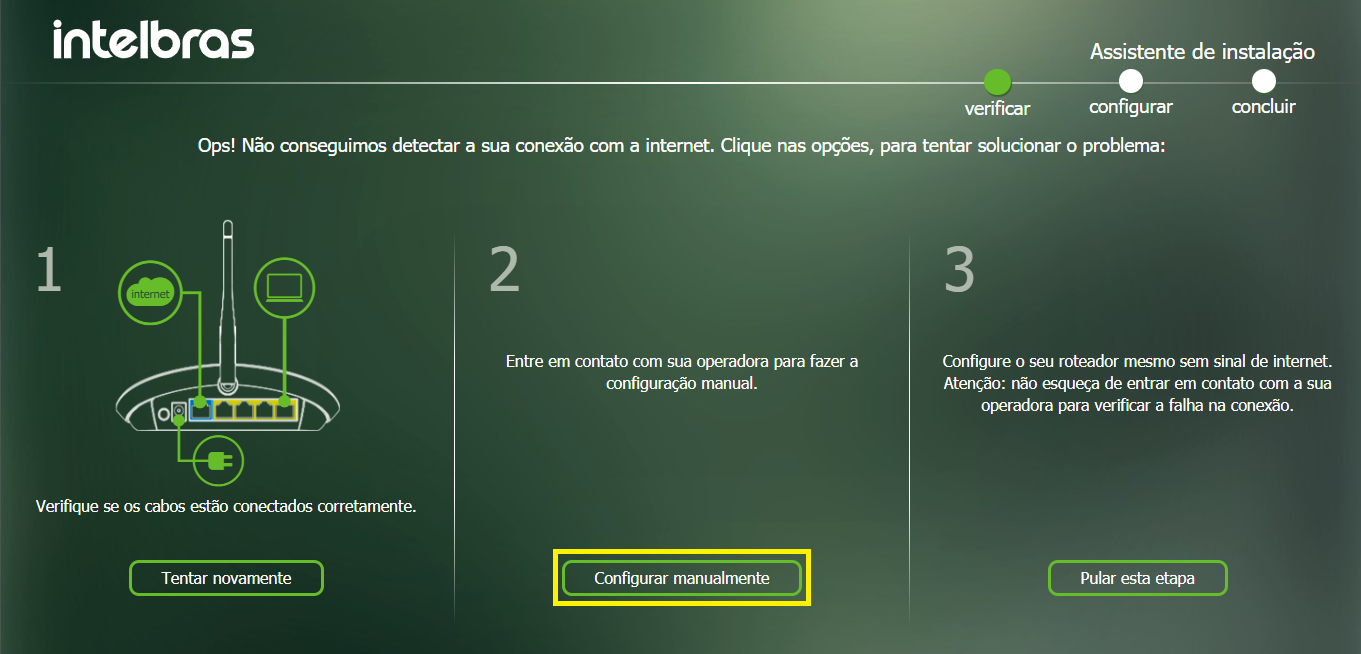 intelbras
Assistente de instalação
verificar
configurar
concluir
Ops! Não conseguimos detectar a sua conexão com a internet. Clique nas opções, para tentar solucionar o problema:
1
internet
Verifique se os cabos estão conectados corretamente.
Tentar novamente
2
Entre em contato com sua operadora para fazer a
configuração manual.
Configurar manualmente
3
Configure o seu roteador mesmo sem sinal de internet.
Atenção: não esqueça de entrar em contato com a sua
operadora para verificar a falha na conexão.
Pular esta etapa